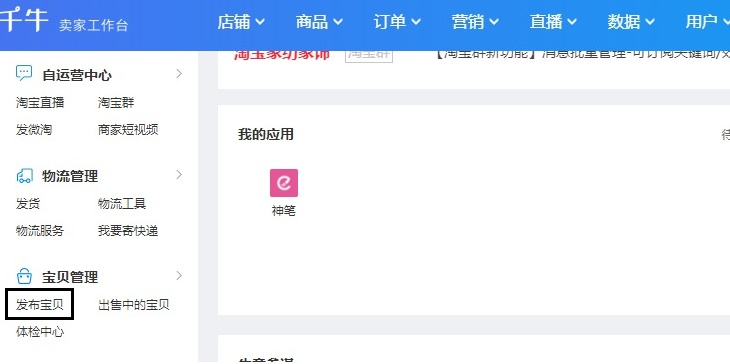 千牛 卖家工作台 店铺 商品 订单 营销 直播 数据 用户
自运营中心
淘宝直播 淘宝群
发微淘 商家短视频
物流管理
发货 物流工具
物流服务 我要寄快递
宝贝管理
发布宝贝 出售中的宝贝
体检中心
淘宝家纺家饰 淘宝群 【淘宝群新功能】消息批量管理-可订阅关键词/
我的应用 待
神笔
生意参谋